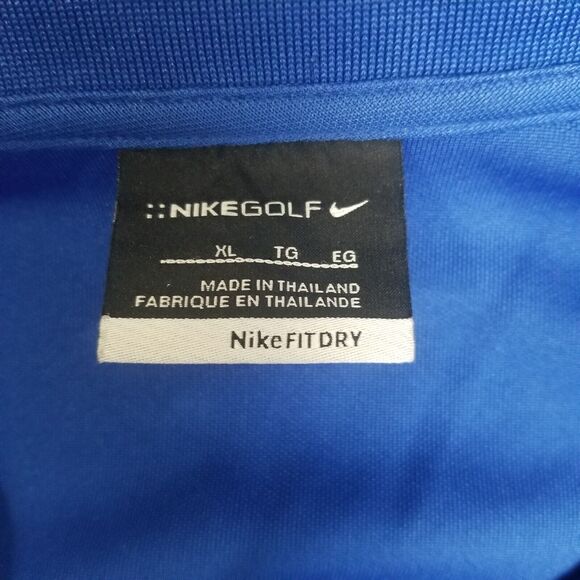 ::NIKEGOLF
XL TG EG
MADE IN THAILAND
FABRIQUE EN THAILANDE
NikeFITDRY